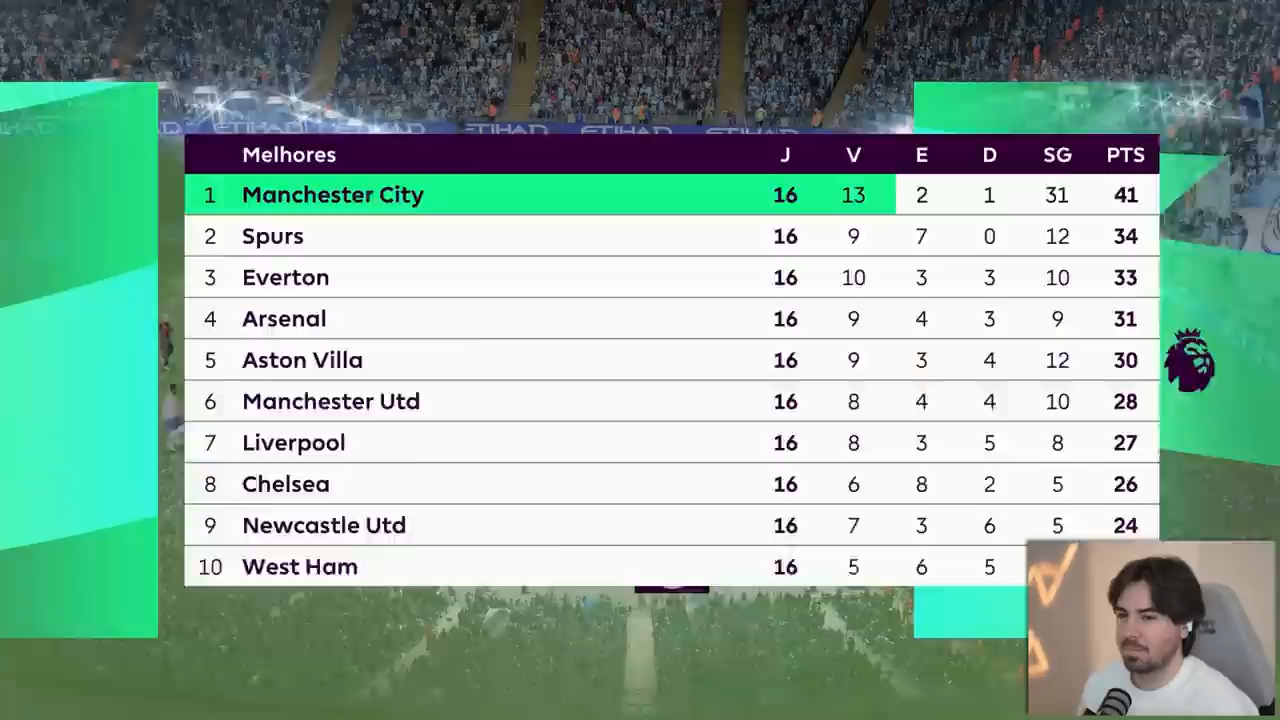 ETIHAD ETIHAD ETIHAD ETIHAD
Melhores J V E D SG PTS
1 Manchester City 16 13 2 1 31 41
2 Spurs 16 9 7 0 12 34
3 Everton 16 10 3 3 10 33
4 Arsenal 16 9 4 3 9 31
5 Aston Villa 16 9 3 4 12 30
6 Manchester Utd 16 8 4 4 10 28
7 Liverpool 16 8 3 5 8 27
8 Chelsea 16 6 8 2 5 26
9 Newcastle Utd 16 7 3 6 5 24
10 West Ham 16 5 6 5